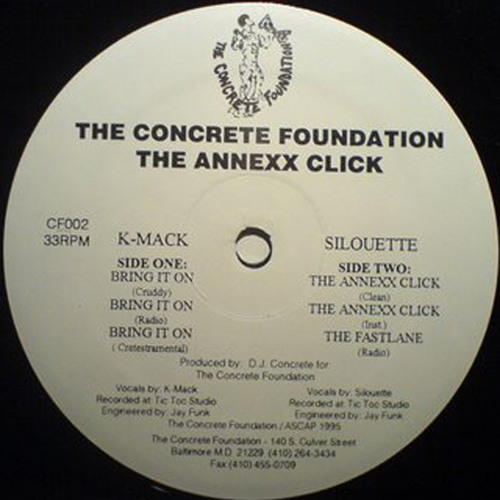 THE CONCRETE FOUNDATION
THE CONCRETE FOUNDATION
THE ANNEXX CLICK
CF002
33RPM
K-MACK
SIDE ONE:
BRING IT ON
(Cruddy)
BRING IT ON
(Radio)
BRING IT ON
( Cretestramental)
SILOUETTE
SIDE TWO:
THE ANNEXX CLICK
(Clean)
THE ANNEXX CLICK
(Inst.)
THE FASTLANE
(Radio)
Produced by: D.J. Concrete for:
The Concrete Foundation
Vocals by: K-Mack
Recorded at: Tic Toc Studio
Engineered by: Jay Funk
Vocals by: Silouette
Recorded at: Tic Toc Studio
Engineered by: Jay Funk
The Concrete Foundation / ASCAP 1995
The Concrete Foundation - 140 S. Culver Street
Baltimore M.D. 21229 (410) 264-3434
Fax (410) 455-0709